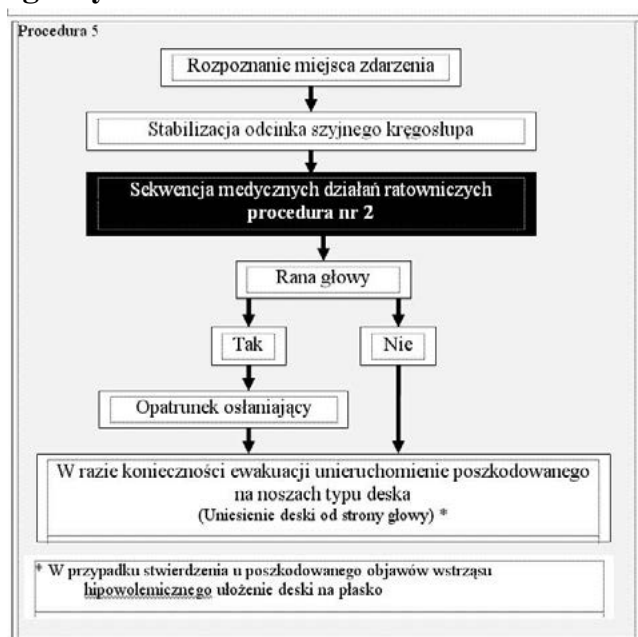 Procedura 5
Rozpoznanie miejsca zdarzenia
Stabilizacja odcinka szyjnego kręgosłupa
Sekwencja medycznych działań ratowniczych
procedura nr 2
Rana głowy
Tak
Nie
Opatrunek osłaniający
W razie konieczności ewakuacji unieruchomienie poszkodowanego
na noszach typu deska
(Uniesienie deski od strony głowy) *
* W przypadku stwierdzenia u poszkodowanego objawów wstrząsu
hipowolemicznego ułożenie deski na płasko